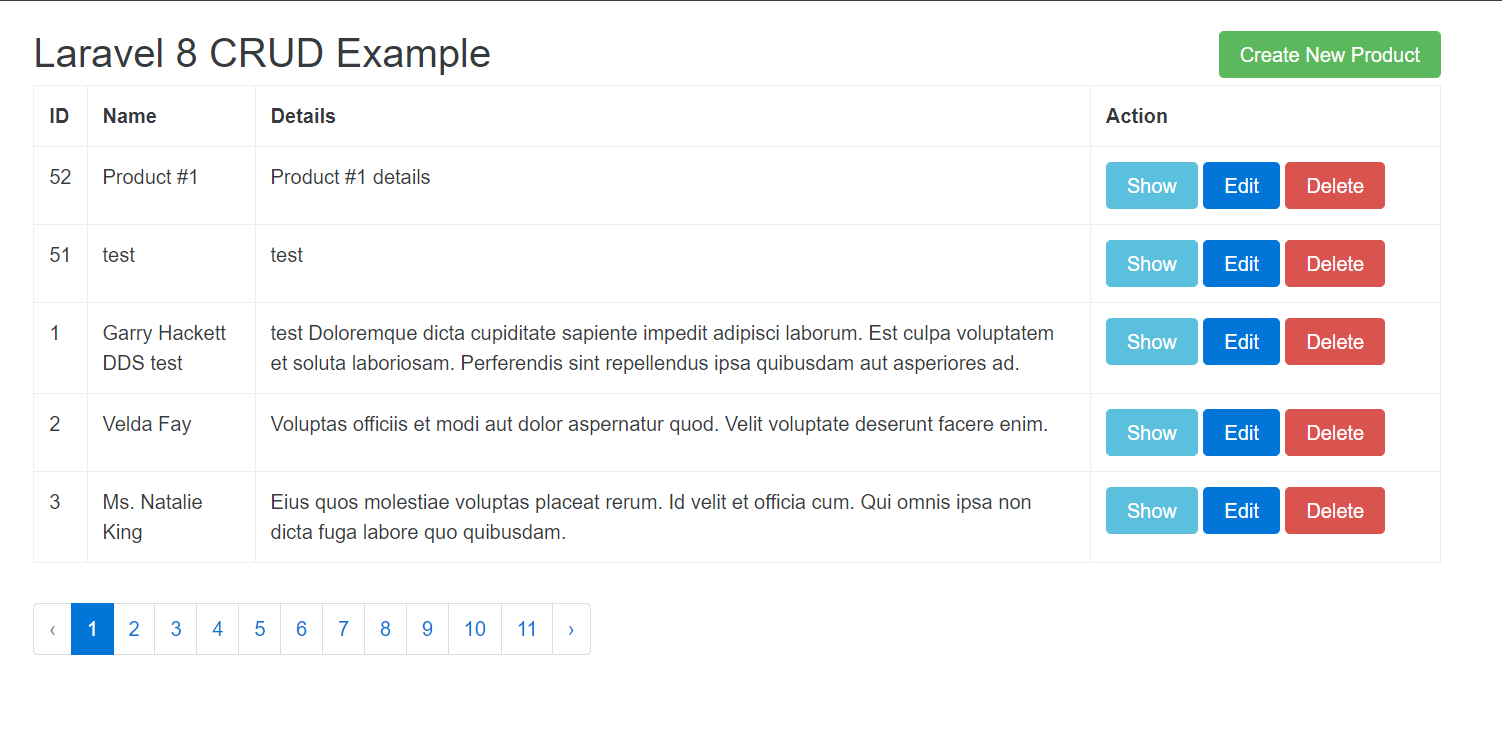 Laravel 8 CRUD Example
Create New Product
ID Name Details Action
52 Product #1 Product #1 details Show Edit Delete
51 test test Show Edit Delete
1 Garry Hackett test Doloremque dicta cupiditate sapiente impedit adipisci laborum. Est culpa voluptatem Show Edit Delete
DDS test et soluta laboriosam. Perferendis sint repellendus ipsa quibusdam aut asperiores ad.
2 Velda Fay Voluptas officiis et modi aut dolor aspernatur quod. Velit voluptate deserunt facere enim. Show Edit Delete
3 Ms. Natalie Eius quos molestiae voluptas placeat rerum. Id velit et officia cum. Qui omnis ipsa non Show Edit Delete
King dicta fuga labore quo quibusdam.
‹ 1 2 3 4 5 6 7 8 9 10 11 ›